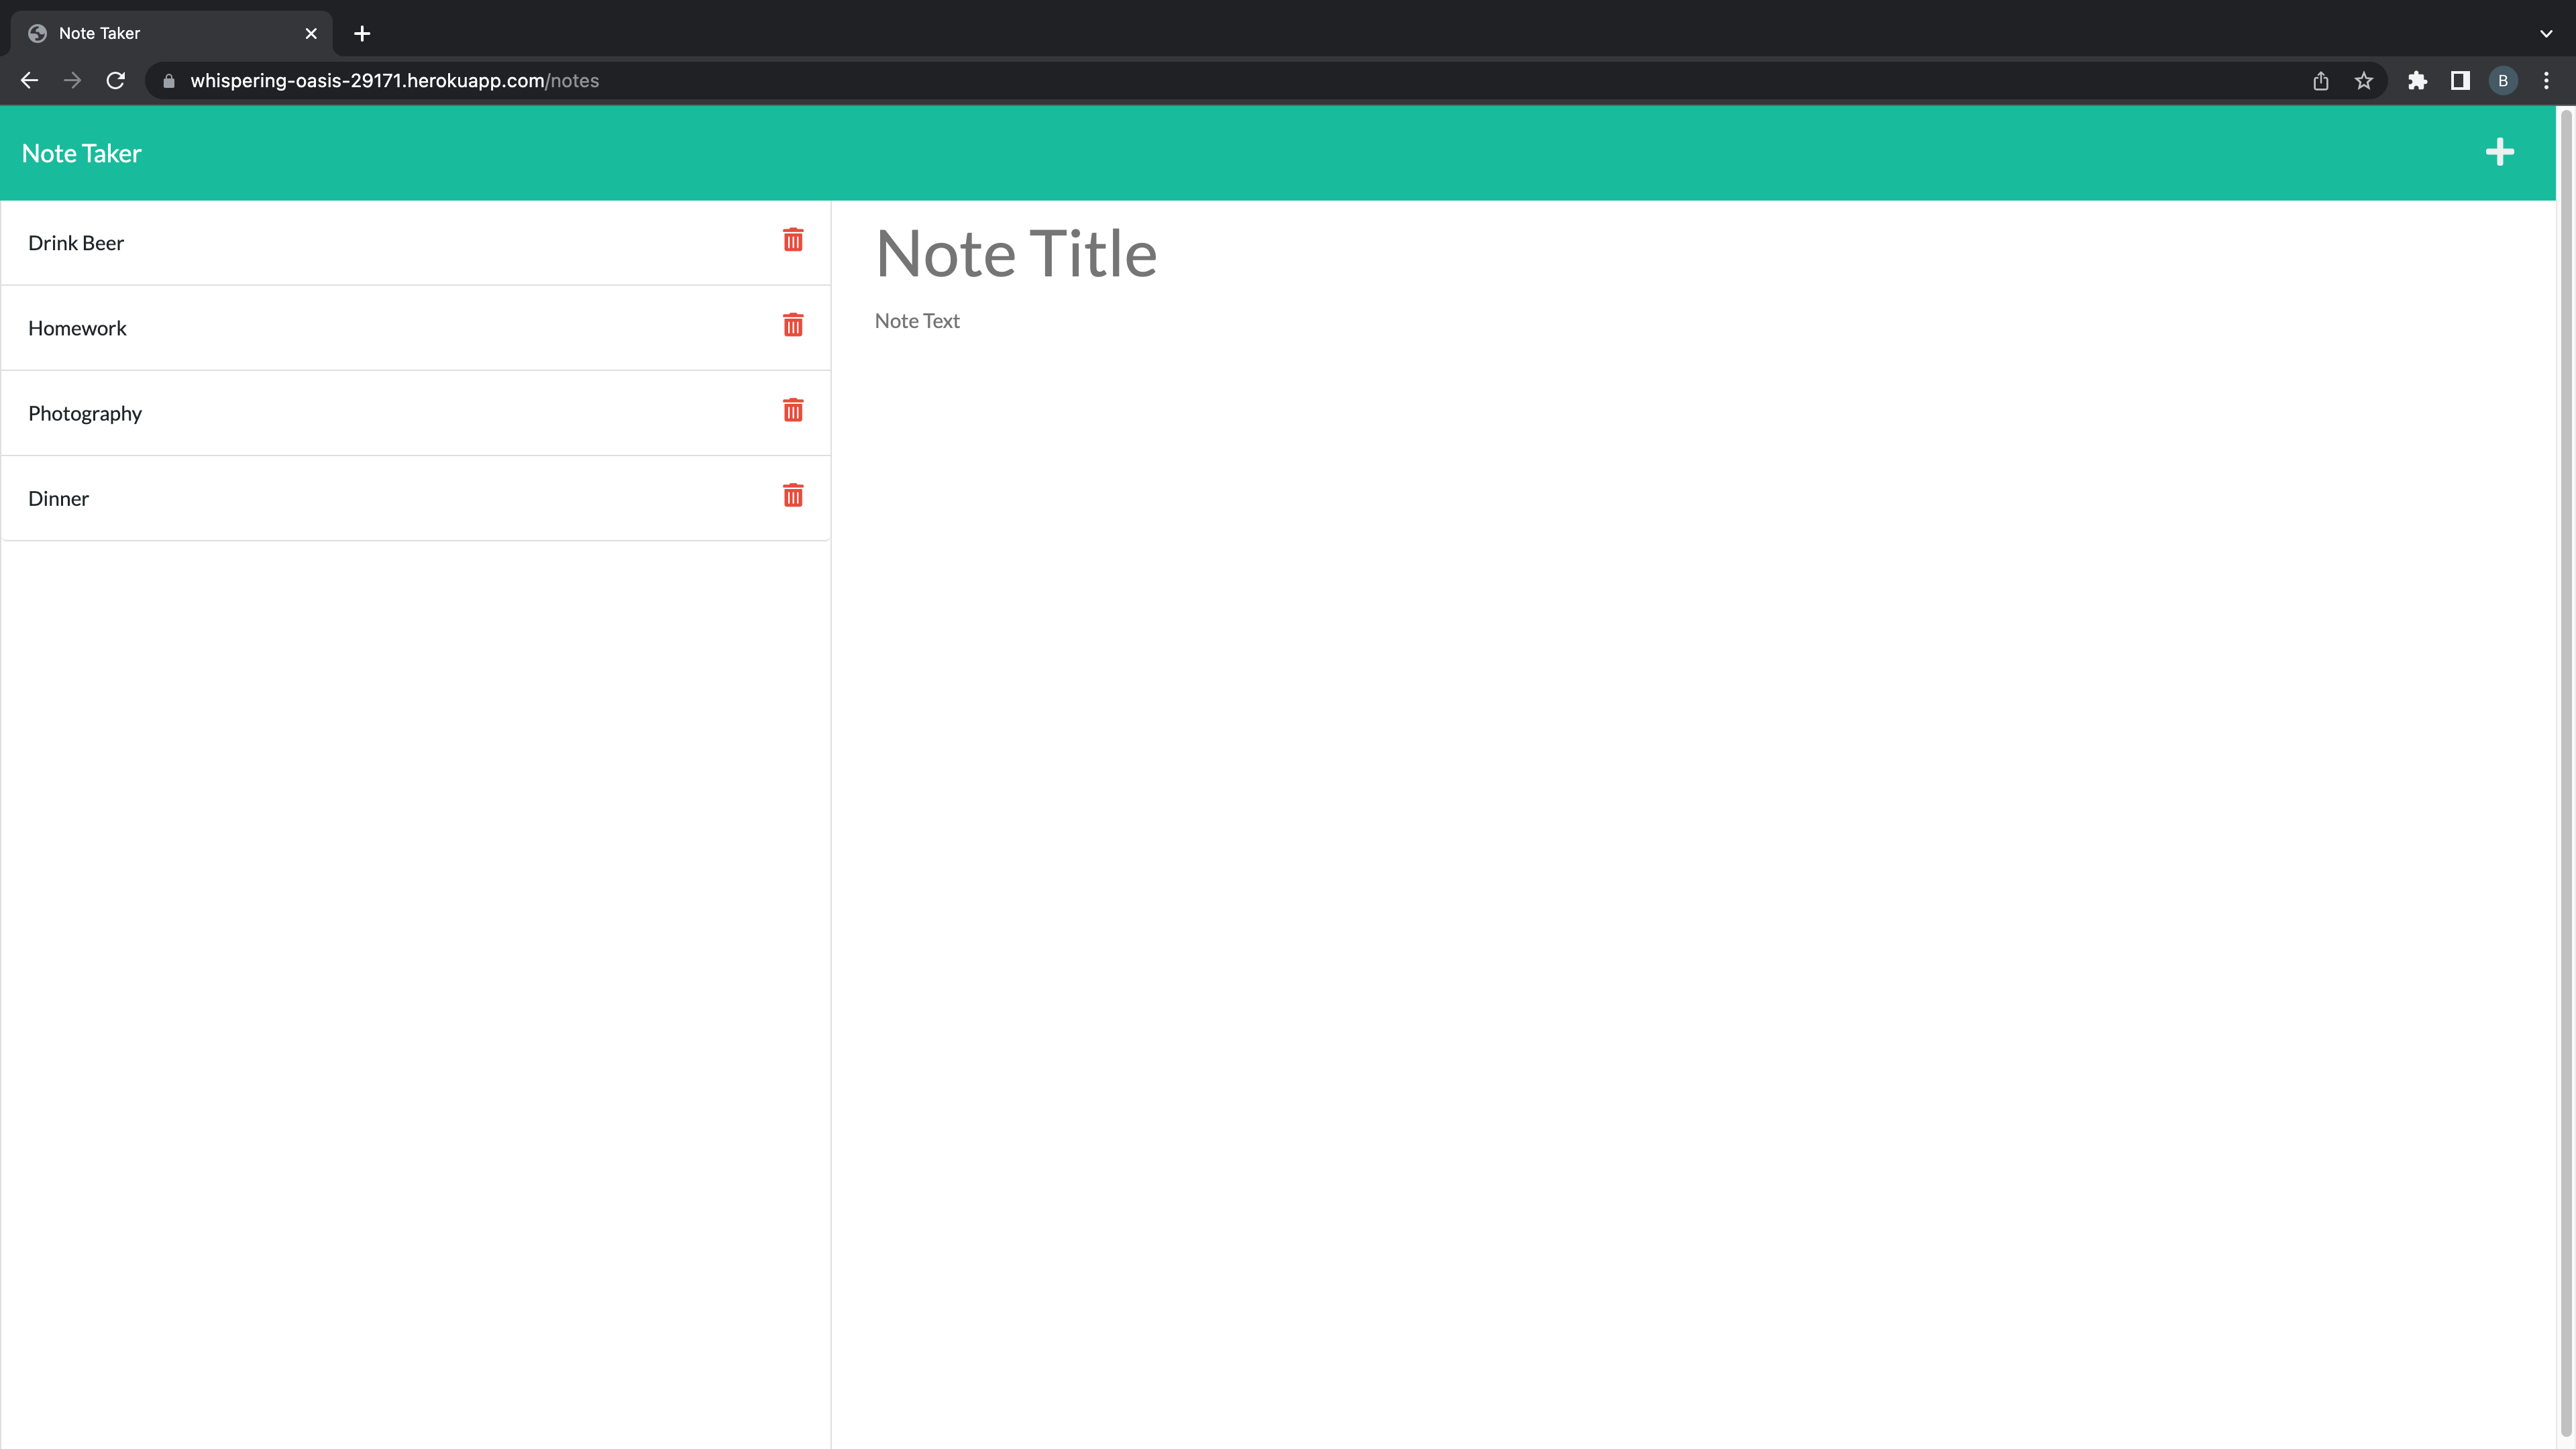 Note Taker
whispering-oasis-29171.herokuapp.com/notes
B
Note Taker
Drink Beer
Homework
Photography
Dinner
Note Title
Note Text